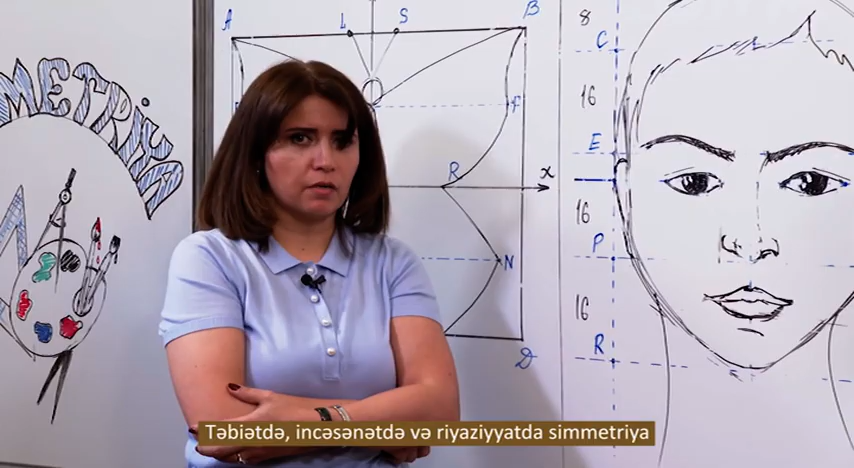 METRİYA
A
L
S
B
F
R
x
N
D
8
C
16
E
16
P
16
R
Təbiətdə, incəsənətdə və riyaziyyatda simmetriya